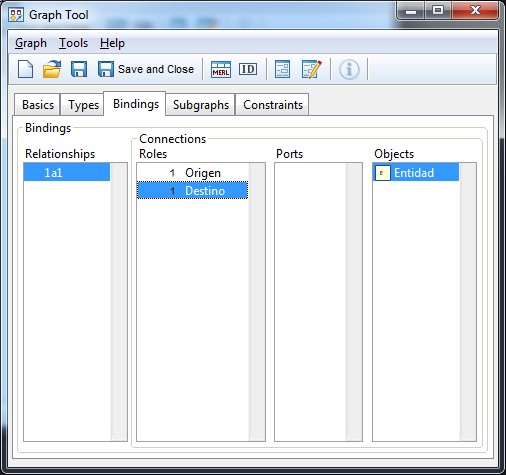 Graph Tool
Graph Tools Help
Save and Close MERL ID
Basics Types Bindings Subgraphs Constraints
Bindings
Connections
Relationships Roles Ports Objects
1a1 1 Origen E Entidad
1 Destino